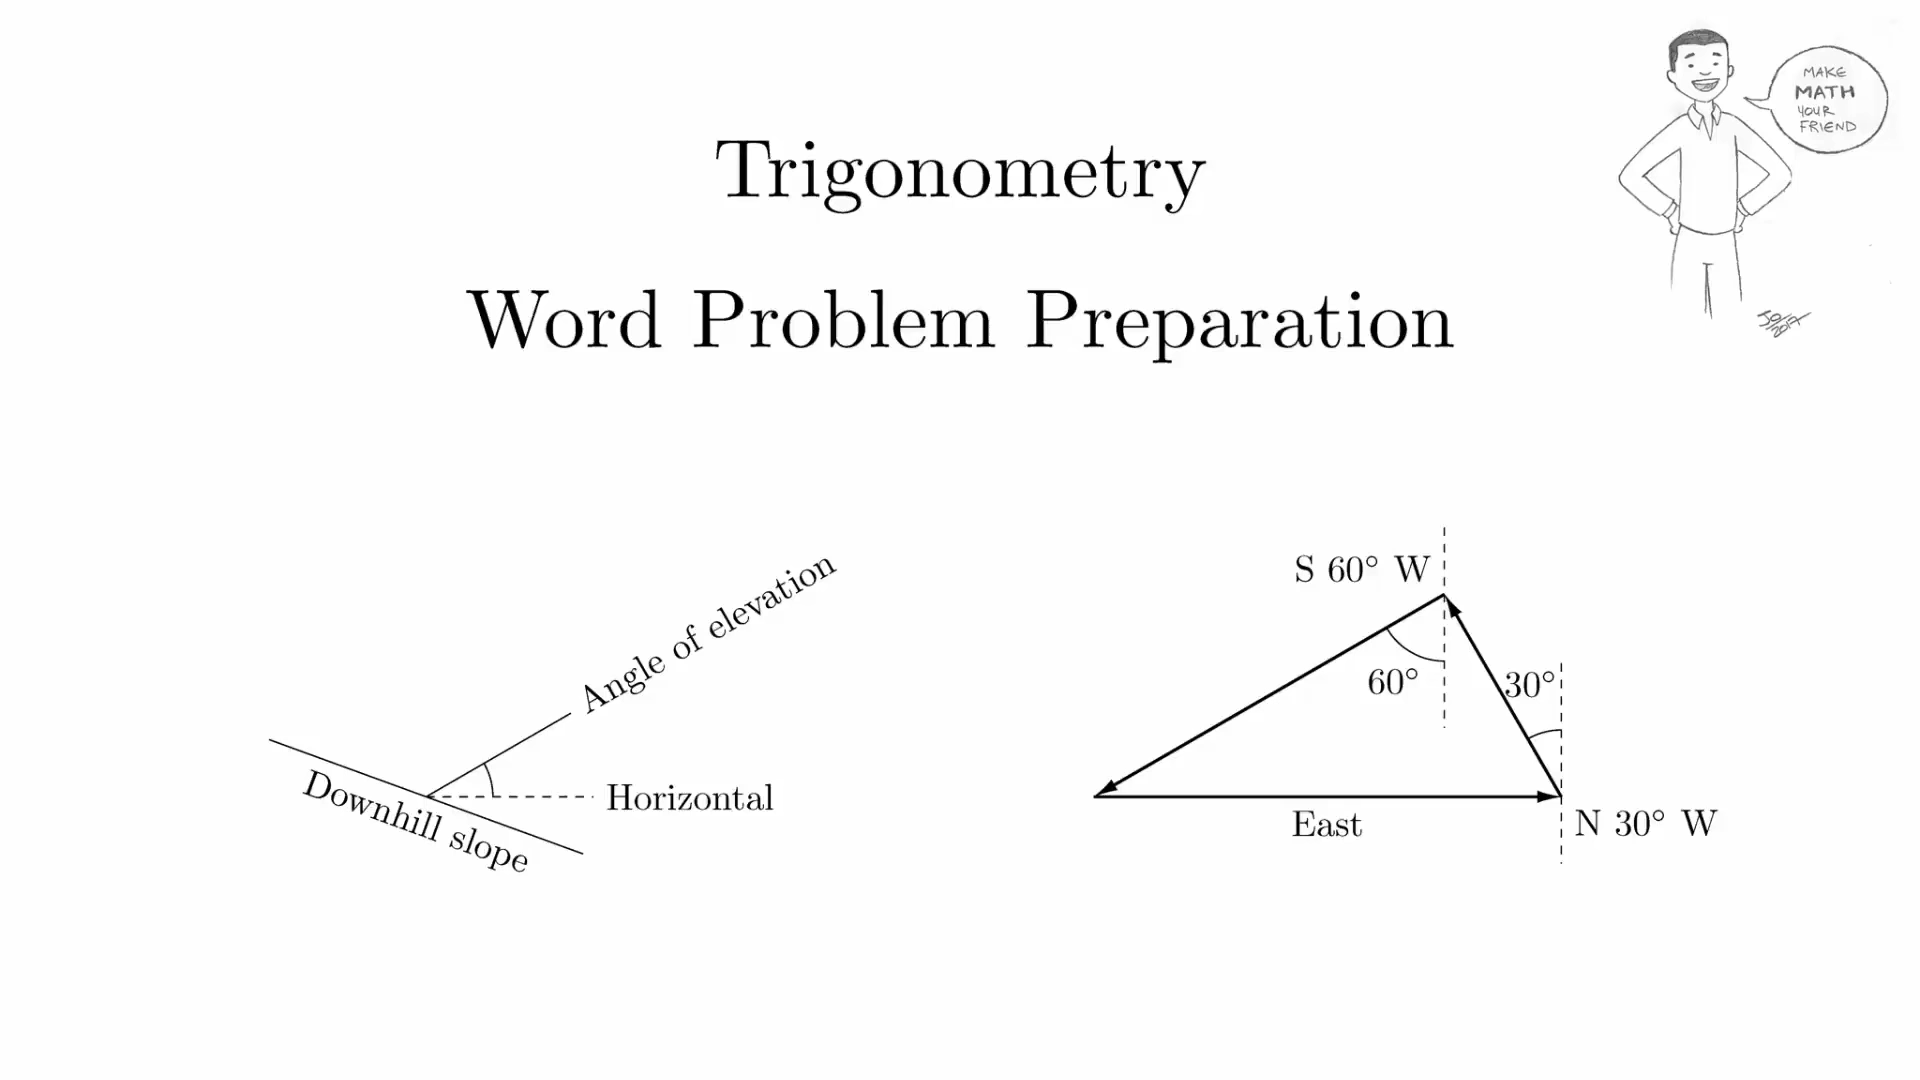 MAKE
MATH
YOUR
FRIEND
Trigonometry
Word Problem Preparation
2017
Angle of elevation
Horizontal
Downhill slope
S 60° W
60°
30°
East
N 30° W